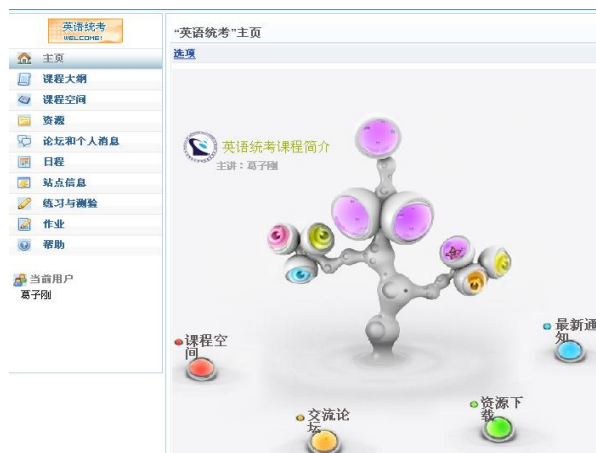 英语统考
WELCOME!
主页
课程大纲
课程空间
资源
论坛和个人消息
日程
站点信息
练习与测验
作业
帮助
当前用户
葛子刚
“英语统考”主页
选项
英语统考课程简介
主讲：葛子刚
课程空
间
交流论
坛
资源下
载
最新通
知